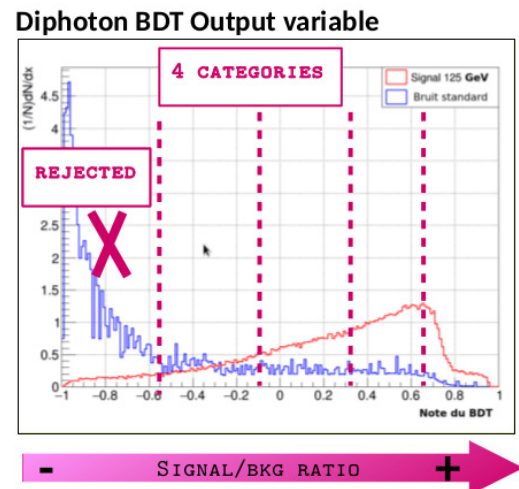 Diphoton BDT Output variable
4 CATEGORIES
Signal 125 GeV
Bruit standard
(1/N)dN/dx
4.5
4
REJECTED
2.5
2
1.5
1
0.5
0
-1 -0.8 -0.6 -0.4 -0.2 0 0.2 0.4 0.6 0.8 1
Note du BDT
- SIGNAL/BKG RATIO +